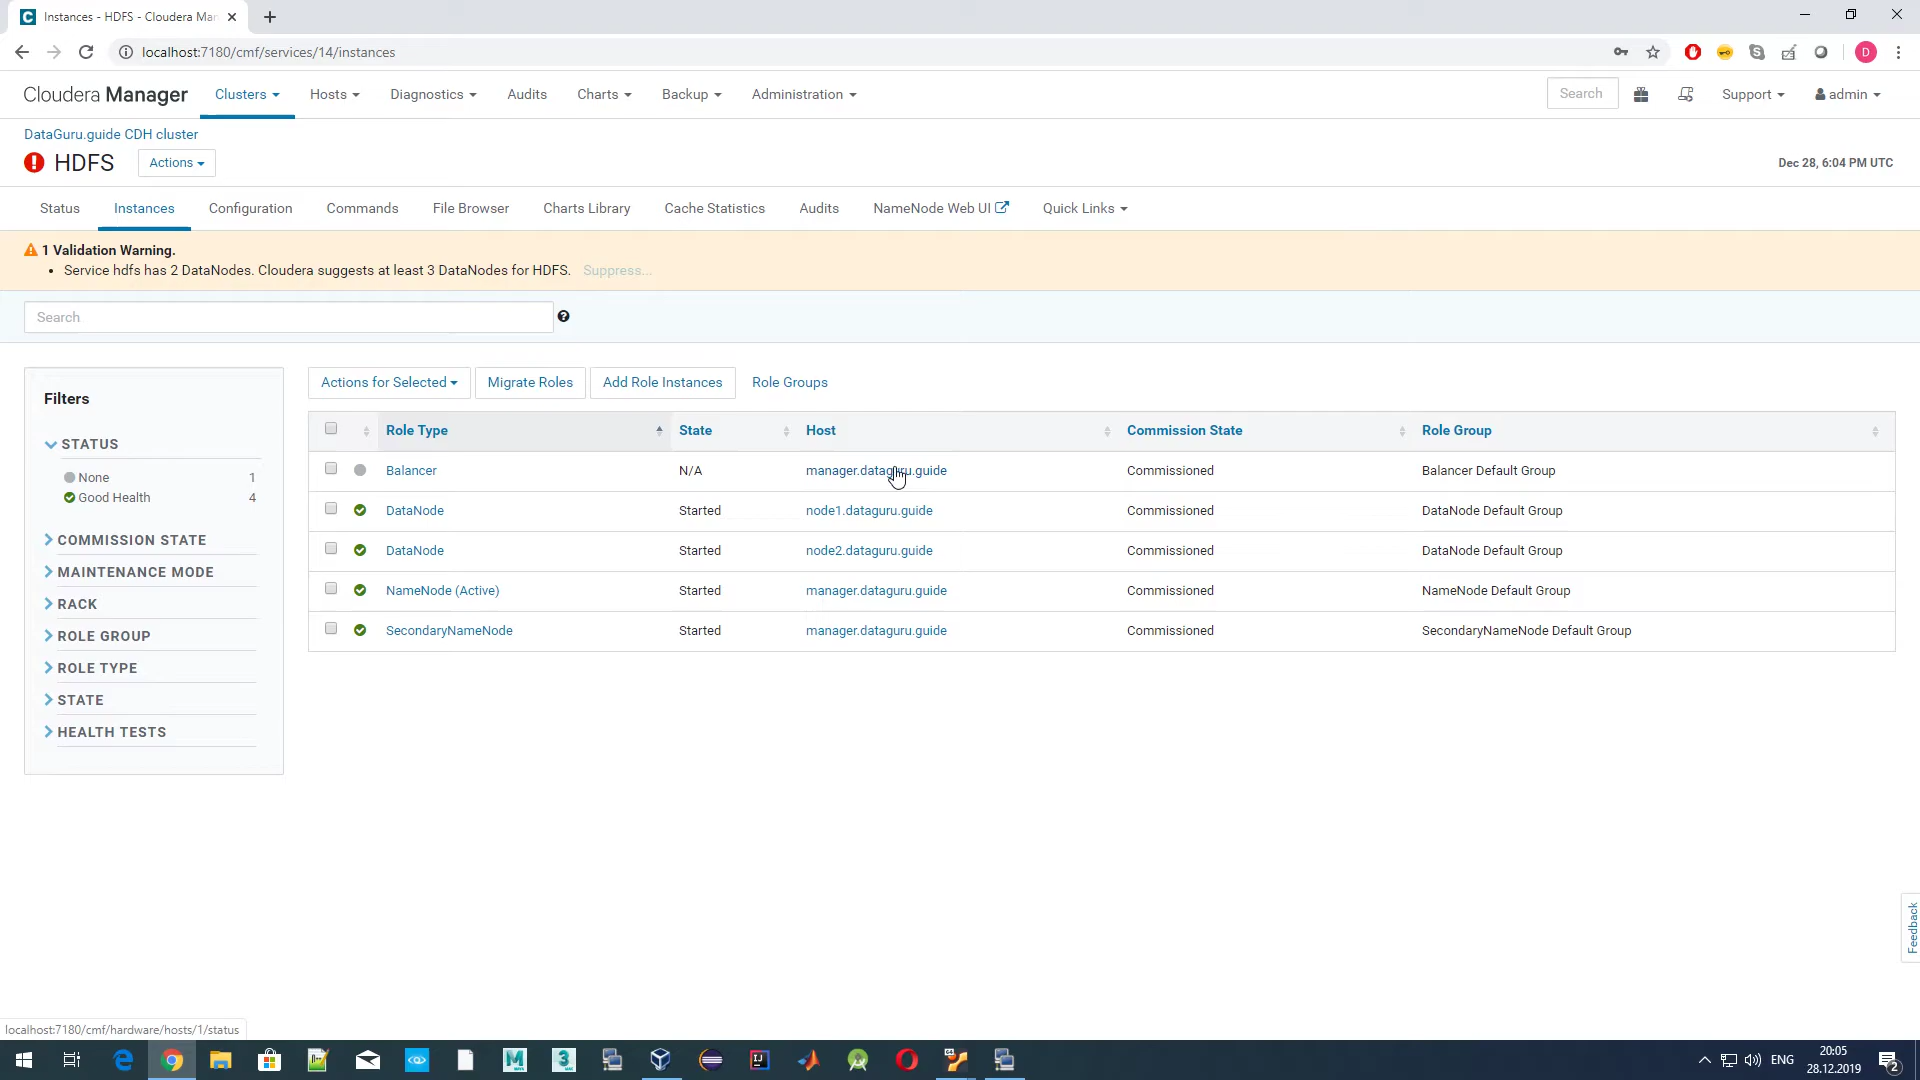 Instances - HDFS - Cloudera Man
localhost:7180/cmf/services/14/instances
D
Cloudera Manager
Clusters
Hosts
Diagnostics
Audits
Charts
Backup
Administration
Search
Support
admin
DataGuru.guide CDH cluster
HDFS
Actions
Dec 28, 6:04 PM UTC
Status
Instances
Configuration
Commands
File Browser
Charts Library
Cache Statistics
Audits
NameNode Web UI
Quick Links
1 Validation Warning.
Service hdfs has 2 DataNodes. Cloudera suggests at least 3 DataNodes for HDFS. Suppress...
Search
Filters
STATUS
None 1
Good Health 4
COMMISSION STATE
MAINTENANCE MODE
RACK
ROLE GROUP
ROLE TYPE
STATE
HEALTH TESTS
Actions for Selected
Migrate Roles
Add Role Instances
Role Groups
Role Type State Host Commission State Role Group
Balancer N/A manager.dataguru.guide Commissioned Balancer Default Group
DataNode Started node1.dataguru.guide Commissioned DataNode Default Group
DataNode Started node2.dataguru.guide Commissioned DataNode Default Group
NameNode (Active) Started manager.dataguru.guide Commissioned NameNode Default Group
SecondaryNameNode Started manager.dataguru.guide Commissioned SecondaryNameNode Default Group
Feedback
localhost:7180/cmf/hardware/hosts/1/status
ENG
20:05
28.12.2019
2